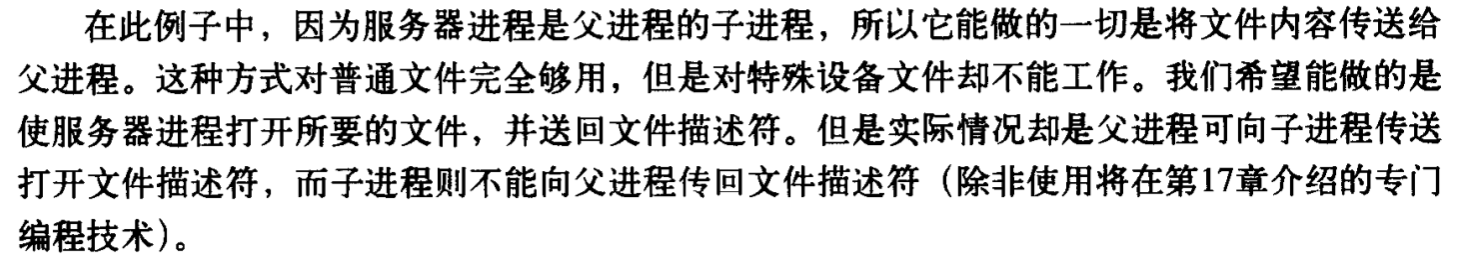 在此例子中，因为服务器进程是父进程的子进程，所以它能做的一切是将文件内容传送给
父进程。这种方式对普通文件完全够用，但是对特殊设备文件却不能工作。我们希望能做的是
使服务器进程打开所要的文件，并送回文件描述符。但是实际情况却是父进程可向子进程传送
打开文件描述符，而子进程则不能向父进程传回文件描述符（除非使用将在第17章介绍的专门
编程技术）。